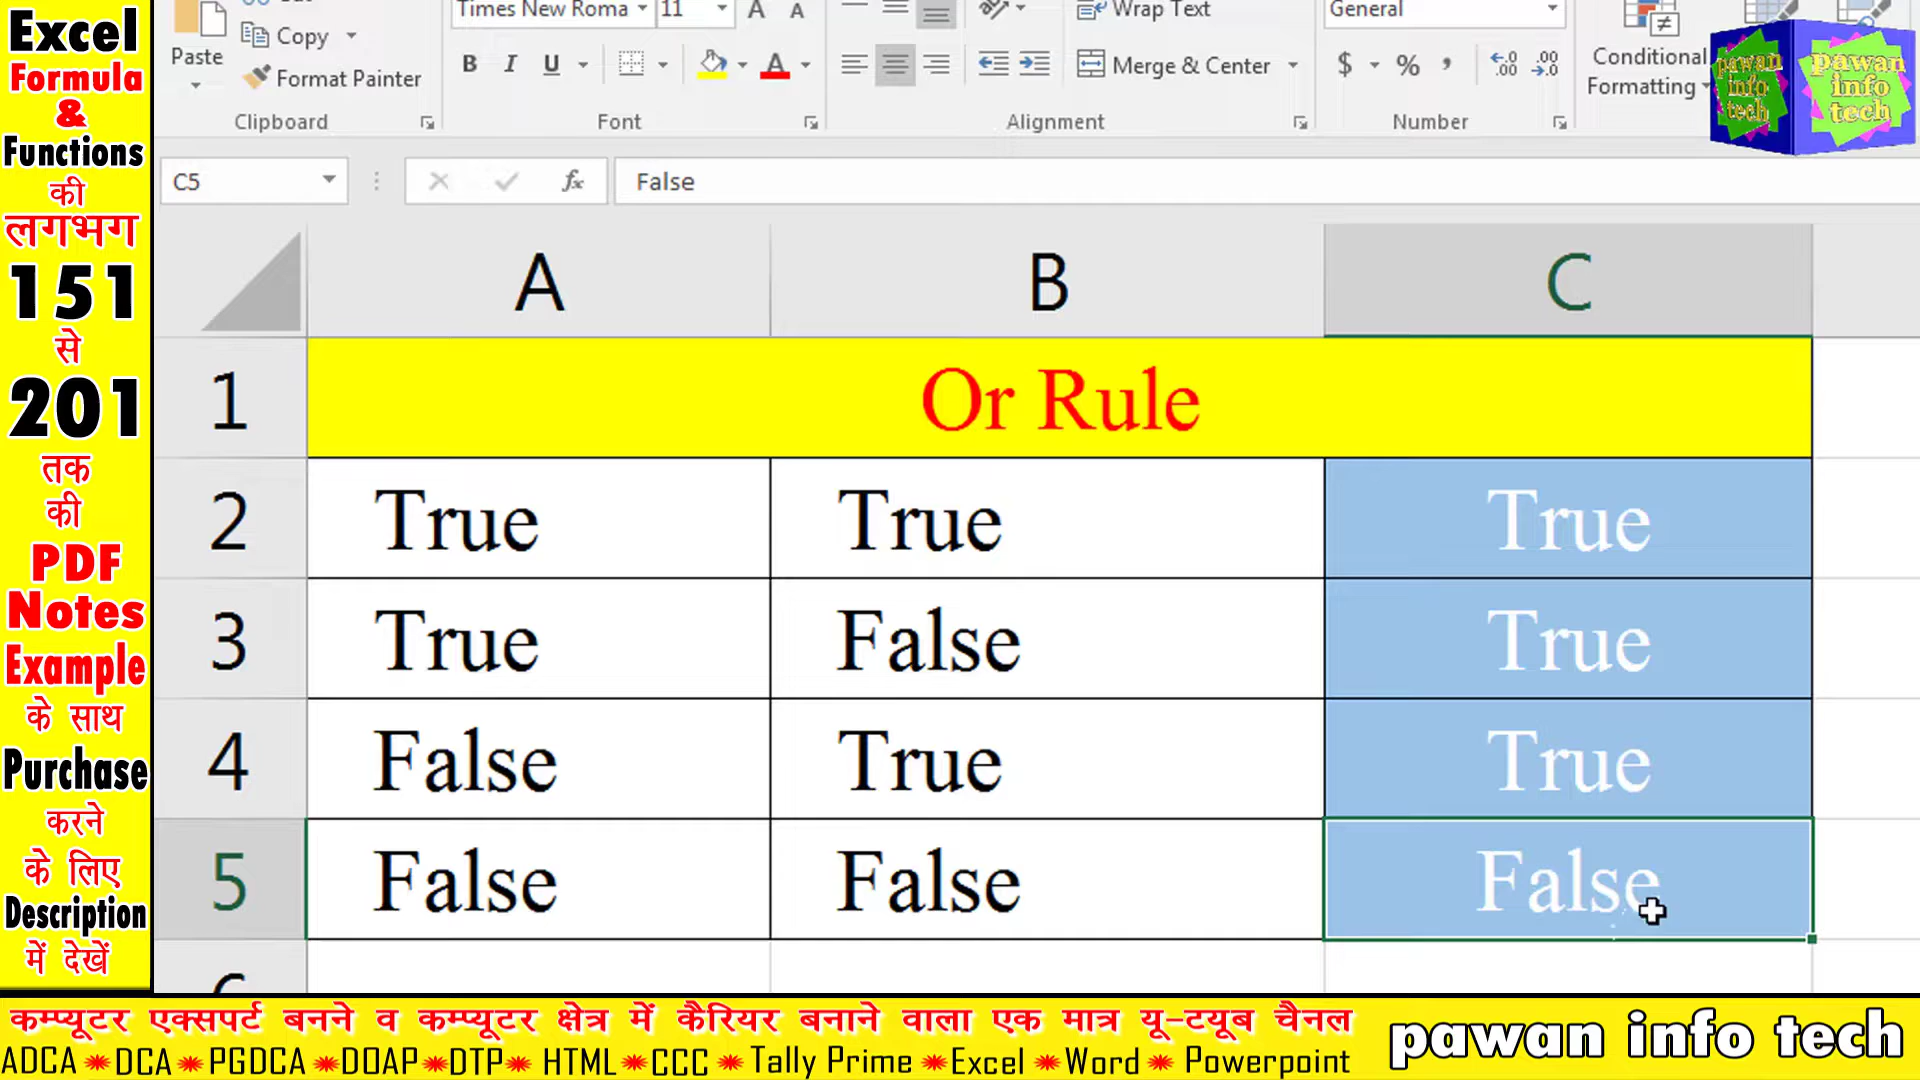 Excel
Formula
&
Functions
की
लगभग
151
से
201
तक
की
PDF
Notes
Example
के साथ
Purchase
करने
के लिए
Description
में देखें
Paste
Copy
Format Painter
Clipboard
Times New Roma
11
A A
B I U
A
Font
Wrap Text
Merge & Center
Alignment
General
$ % ,
Number
Conditional
Formatting
pawan
info
tech
pawan
info
tech
C5
fx
False
A B C
1 Or Rule
2 True True True
3 True False True
4 False True True
5 False False False
कम्प्यूटर एक्सपर्ट बनने व कम्प्यूटर क्षेत्र में कैरियर बनाने वाला एक मात्र यू-टयूब चैनल
ADCA DCA PGDCA DOAP DTP HTML CCC Tally Prime Excel Word Powerpoint
pawan info tech